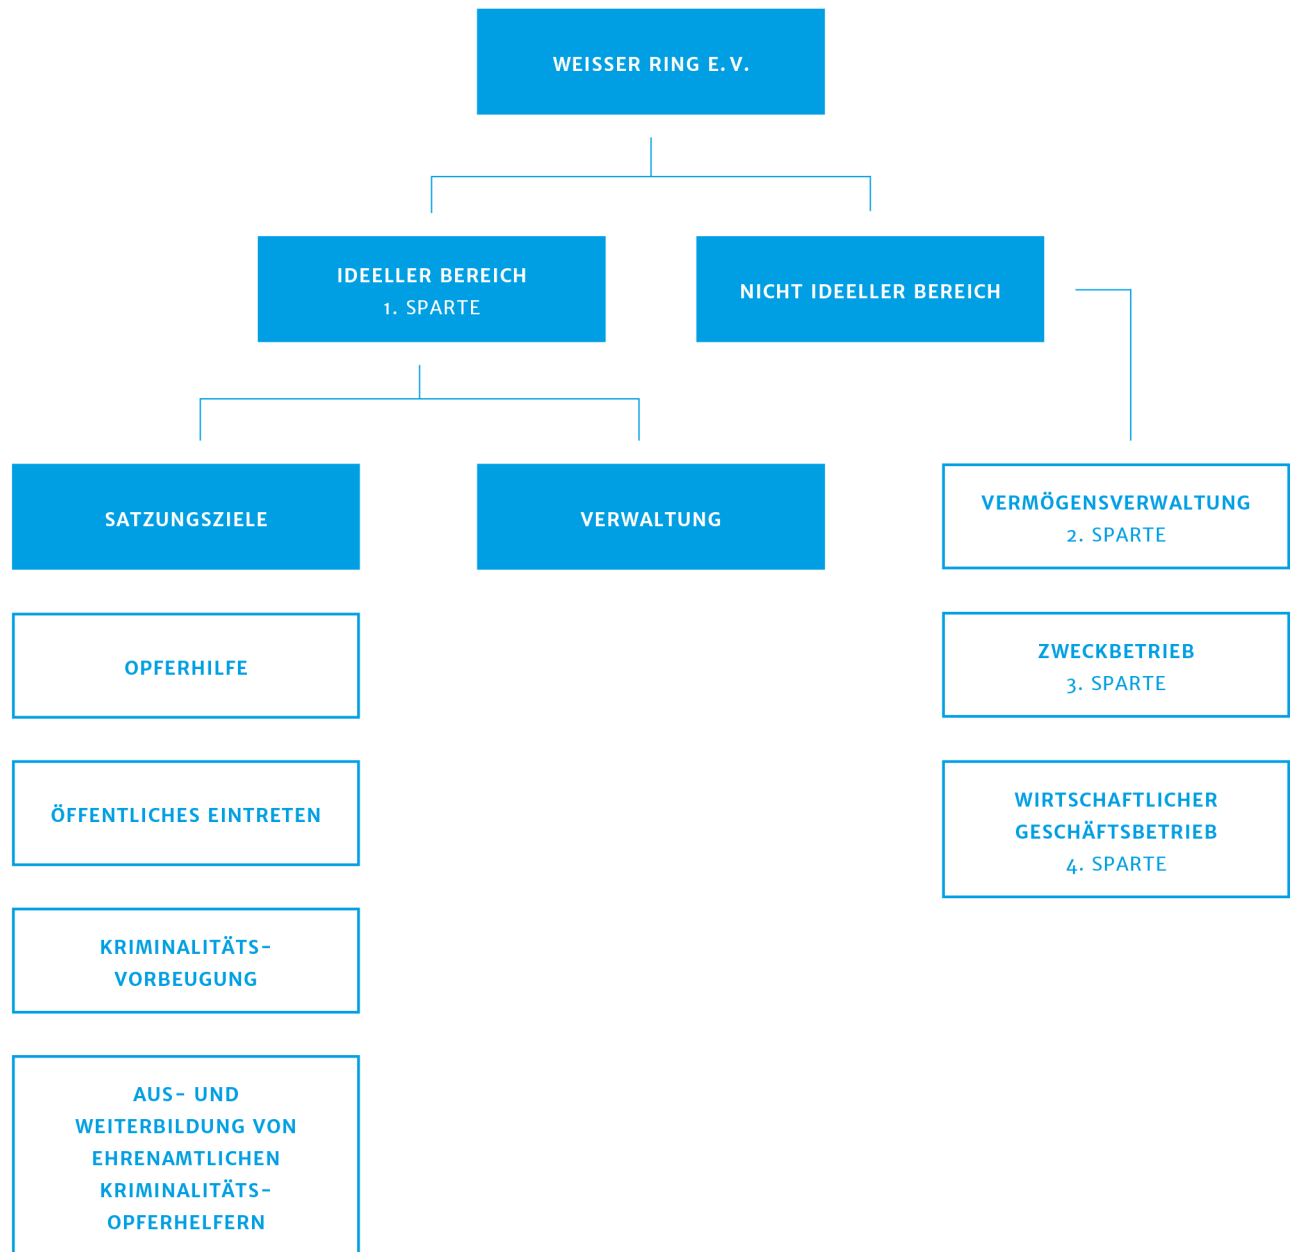 WEISSER RING E. V.
IDEELLER BEREICH
1. SPARTE
NICHT IDEELLER BEREICH
SATZUNGSZIELE
VERWALTUNG
VERMÖGENSVERWALTUNG
2. SPARTE
OPFERHILFE
ZWECKBETRIEB
3. SPARTE
ÖFFENTLICHES EINTRETEN
WIRTSCHAFTLICHER
GESCHÄFTSBETRIEB
4. SPARTE
KRIMINALITÄTS-
VORBEUGUNG
AUS- UND
WEITERBILDUNG VON
EHRENAMTLICHEN
KRIMINALITÄTS-
OPFERHELFERN